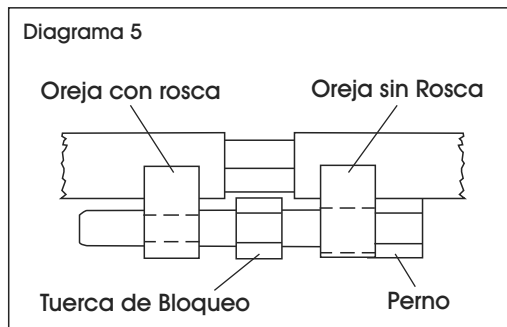 Diagrama 5
Oreja con rosca
Oreja sin Rosca
Tuerca de Bloqueo
Perno